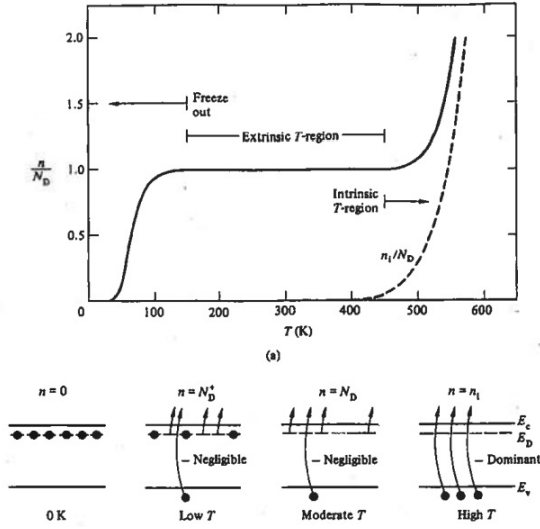 2.0
Freeze
out
1.5
Extrinsic T-region
n
N_D
1.0
Intrinsic
T-region
0.5
n_i/N_D
0
100
200
300
400
500
600
T (K)
(a)
n = 0
n = N_D^+
n = N_D
n = n_i
E_c
E_D
Negligible
Negligible
Dominant
E_v
0 K
Low T
Moderate T
High T